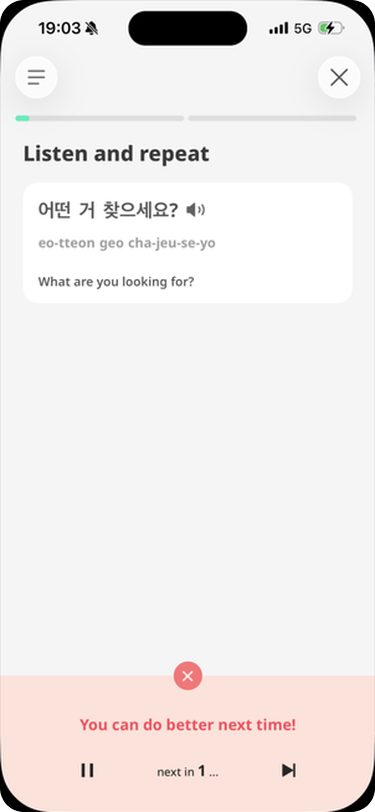 19:03
5G
Listen and repeat
어떤 거 찾으세요?
eo-tteon geo cha-jeu-se-yo
What are you looking for?
You can do better next time!
next in 1 ...